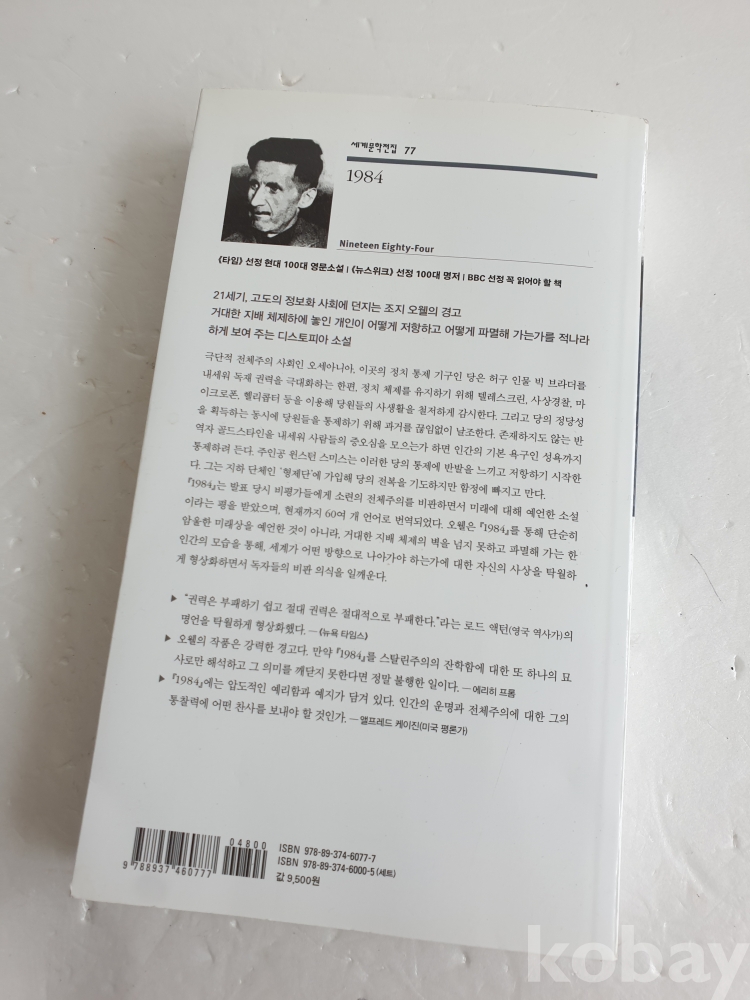 세계문학전집 77
1984
Nineteen Eighty-Four
《타임》 선정 현대 100대 영문소설 | 《뉴스위크》 선정 100대 명저 | BBC 선정 꼭 읽어야 할 책
21세기, 고도의 정보화 사회에 던지는 조지 오웰의 경고
거대한 지배 체제하에 놓인 개인이 어떻게 저항하고 어떻게 파멸해 가는가를 적나라
하게 보여 주는 디스토피아 소설
극단적 전체주의 사회인 오세아니아. 이곳의 정치 통제 기구인 당은 허구 인물 빅 브라더를
내세워 독재 권력을 극대화하는 한편, 정치 체제를 유지하기 위해 텔레스크린, 사상경찰, 마
이크로폰, 헬리콥터 등을 이용해 당원들의 사생활을 철저하게 감시한다. 그리고 당의 정당성
을 획득하는 동시에 당원들을 통제하기 위해 과거를 끊임없이 날조한다. 존재하지도 않는 반
역자 골드스타인을 내세워 사람들의 증오심을 모으는가 하면 인간의 기본 욕구인 성욕까지
통제하려 든다. 주인공 윈스턴 스미스는 이러한 당의 통제에 반발을 느끼고 저항하기 시작한
다. 그는 지하 단체인 '형제단'에 가입해 당의 전복을 기도하지만 함정에 빠지고 만다.
『1984』는 발표 당시 비평가들에게 소련의 전체주의를 비판하면서 미래에 대해 예언한 소설
이라는 평을 받았으며, 현재까지 60여 개 언어로 번역되었다. 오웰은 『1984』를 통해 단순히
암울한 미래상을 예언한 것이 아니라, 거대한 지배 체제의 벽을 넘지 못하고 파멸해 가는 한
인간의 모습을 통해, 세계가 어떤 방향으로 나아가야 하는가에 대한 자신의 사상을 탁월하
게 형상화하면서 독자들의 비판 의식을 일깨운다.
▶ "권력은 부패하기 쉽고 절대 권력은 절대적으로 부패한다."라는 로드 액턴(영국 역사가)의
명언을 탁월하게 형상화했다. —《뉴욕 타임스》
▶ 오웰의 작품은 강력한 경고다. 만약 『1984』를 스탈린주의의 잔학함에 대한 또 하나의 묘
사로만 해석하고 그 의미를 깨닫지 못한다면 정말 불행한 일이다. — 에리히 프롬
▶ 『1984』에는 압도적인 예리함과 예지가 담겨 있다. 인간의 운명과 전체주의에 대한 그의
통찰력에 어떤 찬사를 보내야 할 것인가. — 앨프레드 케이진(미국 평론가)
04800
9 788937 460777
ISBN 978-89-374-6077-7
ISBN 978-89-374-6000-5 (세트)
값 9,500원
kobay